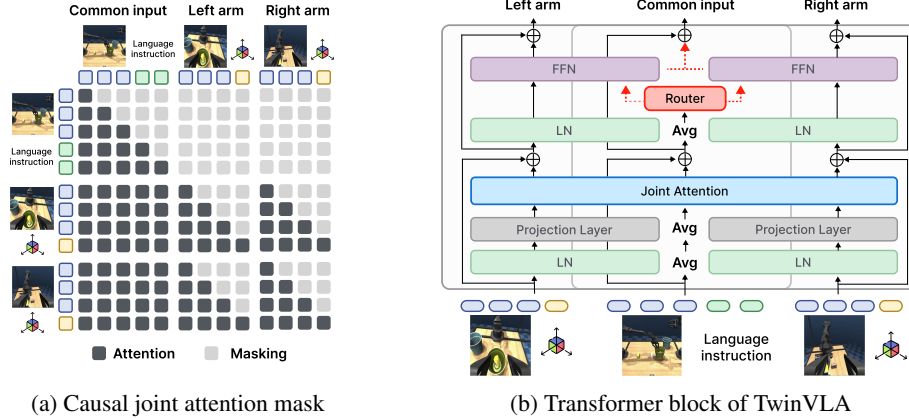 Common input
Left arm
Right arm
Language
instruction
Language
instruction
Attention
Masking
(a) Causal joint attention mask
Left arm
Common input
Right arm
FFN
FFN
Router
LN
Avg
LN
Joint Attention
Projection Layer
Avg
Projection Layer
LN
Avg
LN
Language
instruction
(b) Transformer block of TwinVLA